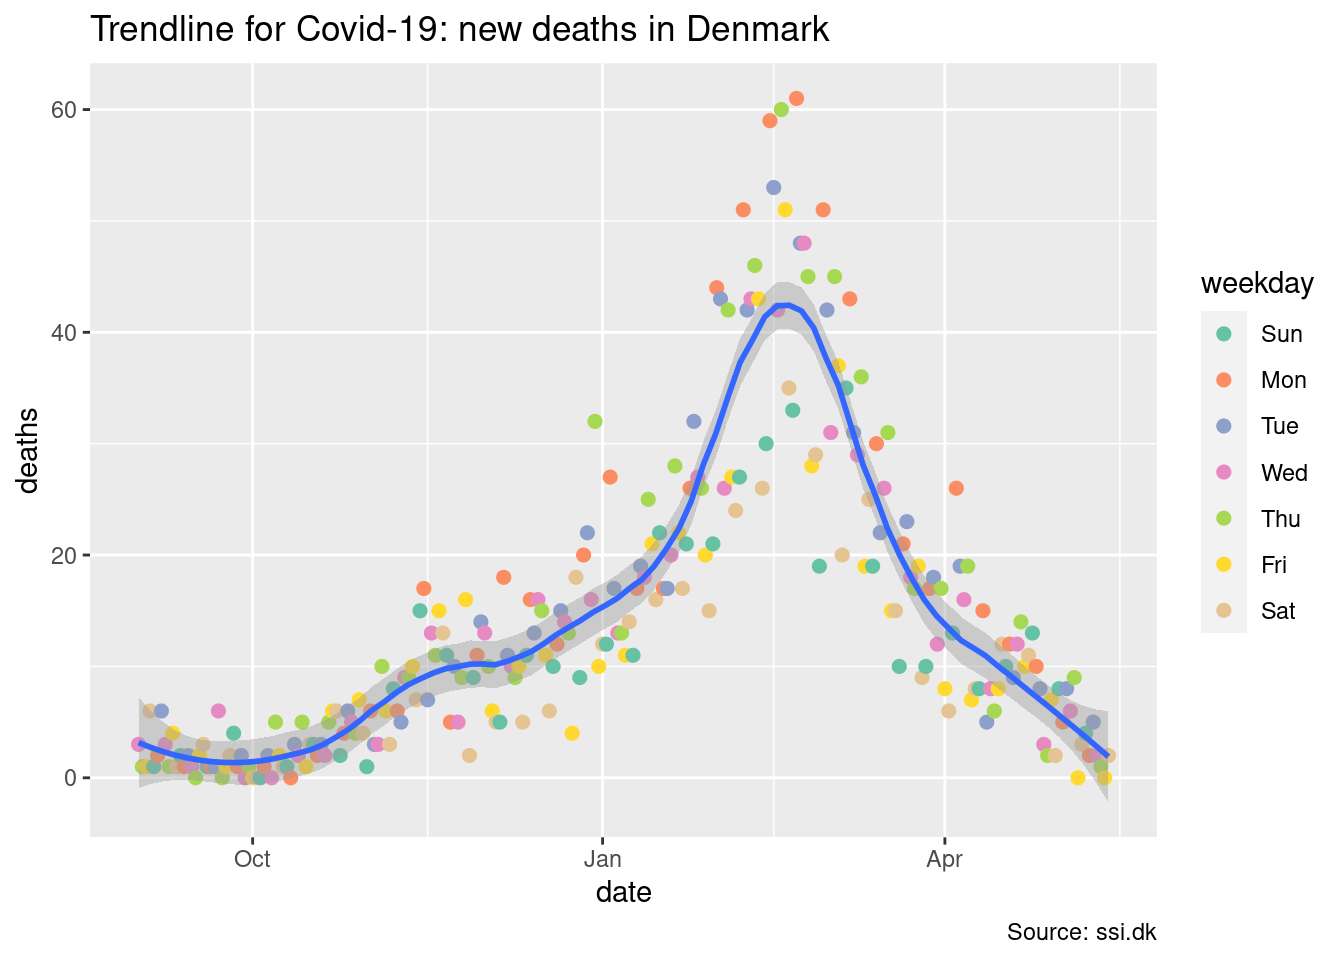 Trendline for Covid-19: new deaths in Denmark
60
40
20
0
deaths
Oct
Jan
Apr
date
weekday
Sun
Mon
Tue
Wed
Thu
Fri
Sat
Source: ssi.dk